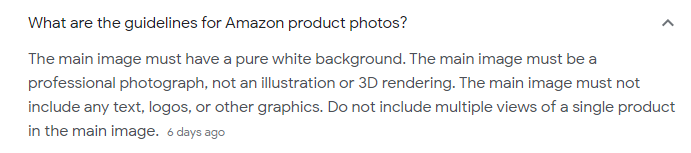 What are the guidelines for Amazon product photos?
The main image must have a pure white background. The main image must be a
professional photograph, not an illustration or 3D rendering. The main image must not
include any text, logos, or other graphics. Do not include multiple views of a single product
in the main image. 6 days ago